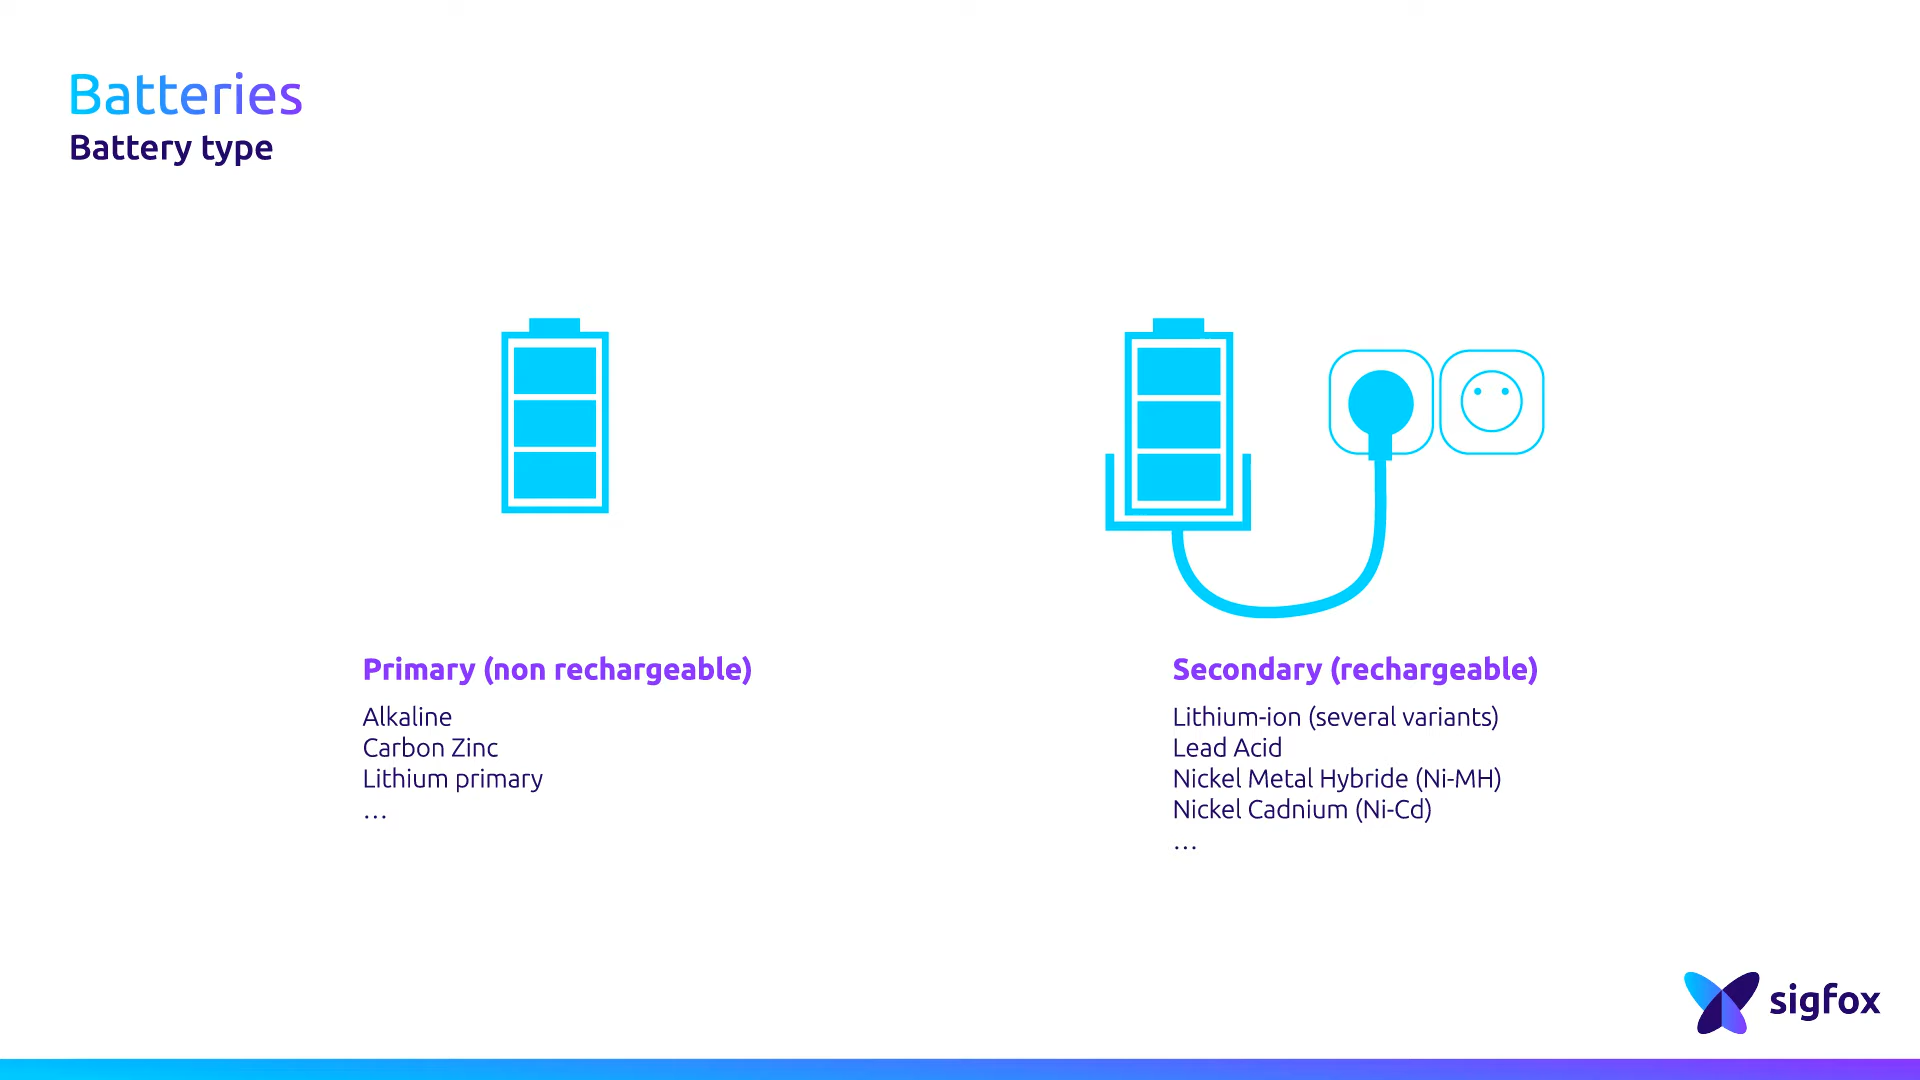 Batteries
Battery type
Primary (non rechargeable)
Alkaline
Carbon Zinc
Lithium primary
…
Secondary (rechargeable)
Lithium-ion (several variants)
Lead Acid
Nickel Metal Hybride (Ni-MH)
Nickel Cadnium (Ni-Cd)
…
sigfox